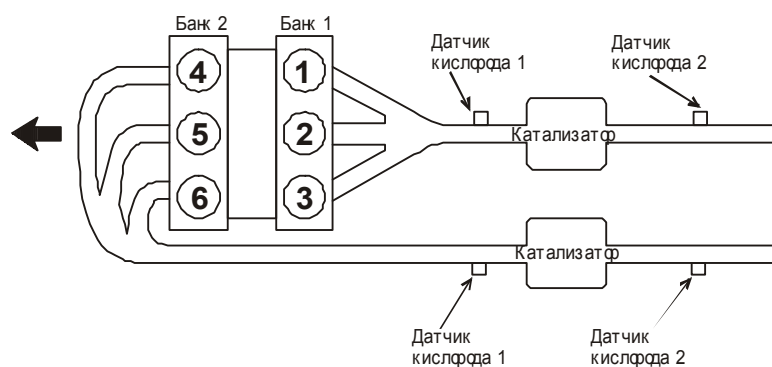 Банк 2
Банк 1
Датчик
кислорода 1
Датчик
кислорода 2
4
1
5
2
6
3
Катализатор
Катализатор
Датчик
кислорода 1
Датчик
кислорода 2